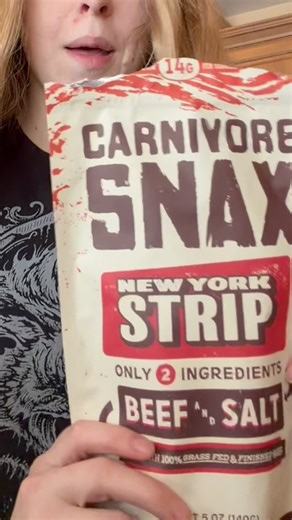 14G
CARNIVORE
SNAX
NEW YORK
STRIP
ONLY 2 INGREDIENTS
BEEF AND SALT
100% GRASS FED & FINISHED
5 OZ (140G)